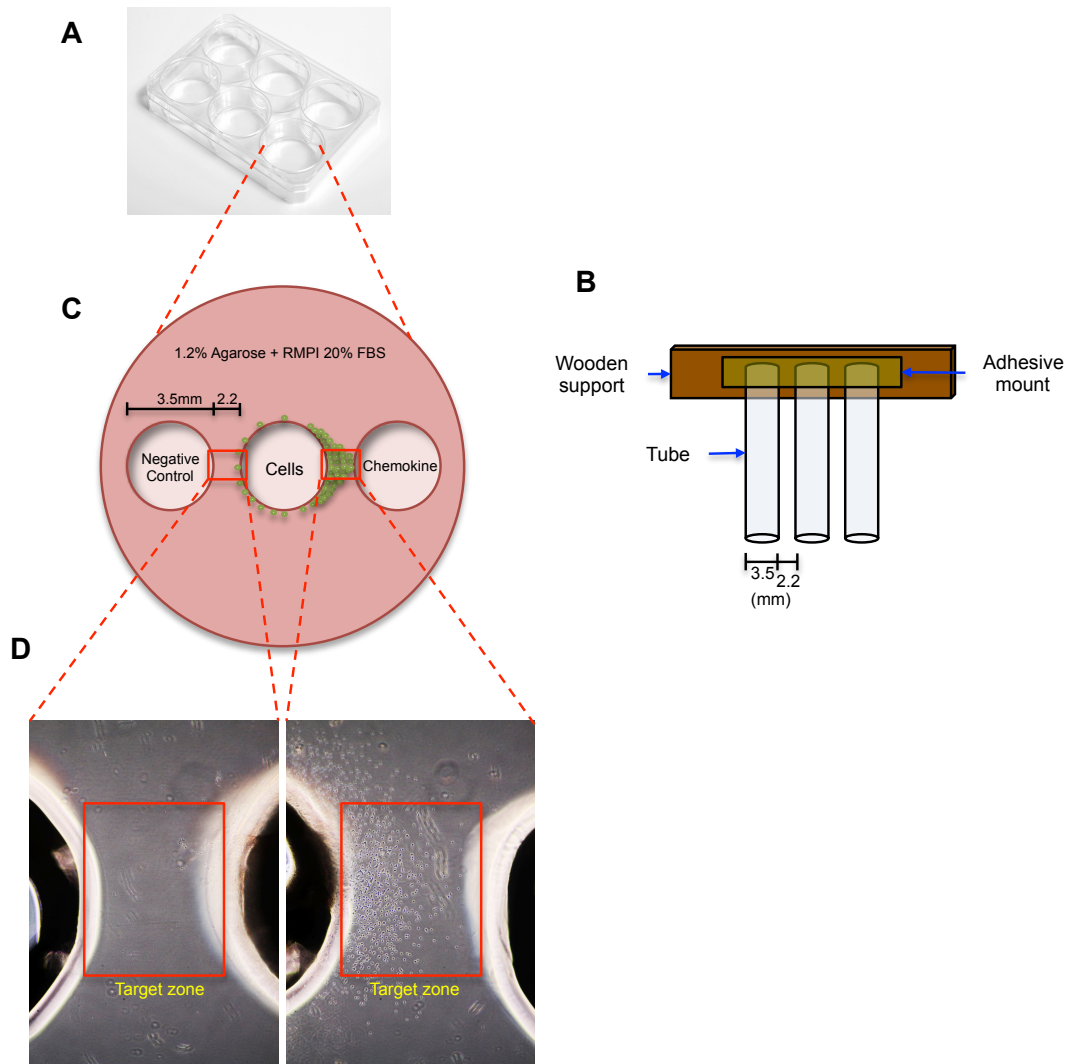 A
B
Wooden
support
Adhesive
mount
Tube
3.5
2.2
(mm)
C
1.2% Agarose + RMPI 20% FBS
3.5mm
2.2
Negative
Control
Cells
Chemokine
D
Target zone
Target zone